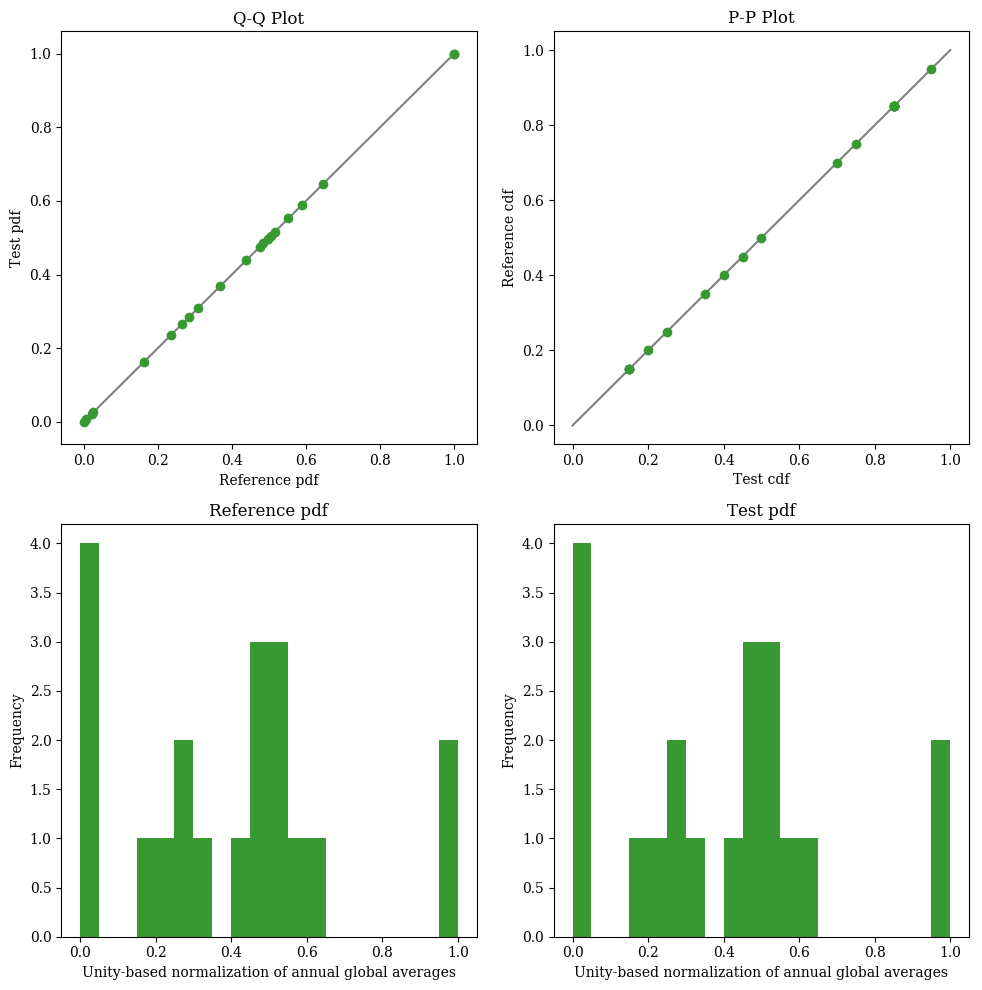 Q-Q Plot
1.0
0.8
0.6
0.4
0.2
0.0
Test pdf
0.0 0.2 0.4 0.6 0.8 1.0
Reference pdf
P-P Plot
1.0
0.8
0.6
0.4
0.2
0.0
Reference cdf
0.0 0.2 0.4 0.6 0.8 1.0
Test cdf
Reference pdf
4.0
3.5
3.0
2.5
2.0
1.5
1.0
0.5
0.0
Frequency
0.0 0.2 0.4 0.6 0.8 1.0
Unity-based normalization of annual global averages
Test pdf
4.0
3.5
3.0
2.5
2.0
1.5
1.0
0.5
0.0
Frequency
0.0 0.2 0.4 0.6 0.8 1.0
Unity-based normalization of annual global averages